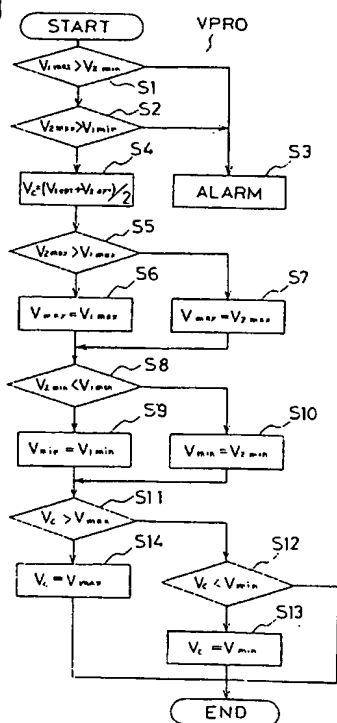 START
VPRO
V1max>V2min
S1
S2
V2max>V1min
S4
S3
Vc=(V1opt+V2opt)/2
ALARM
S5
V2max>V1max
S6
S7
Vmax=V1max
Vmax=V2max
S8
V2min<V1min
S9
S10
Vmin=V1min
Vmin=V2min
S11
Vc>Vmax
S14
S12
Vc=Vmax
Vc<Vmin
S13
Vc=Vmin
END